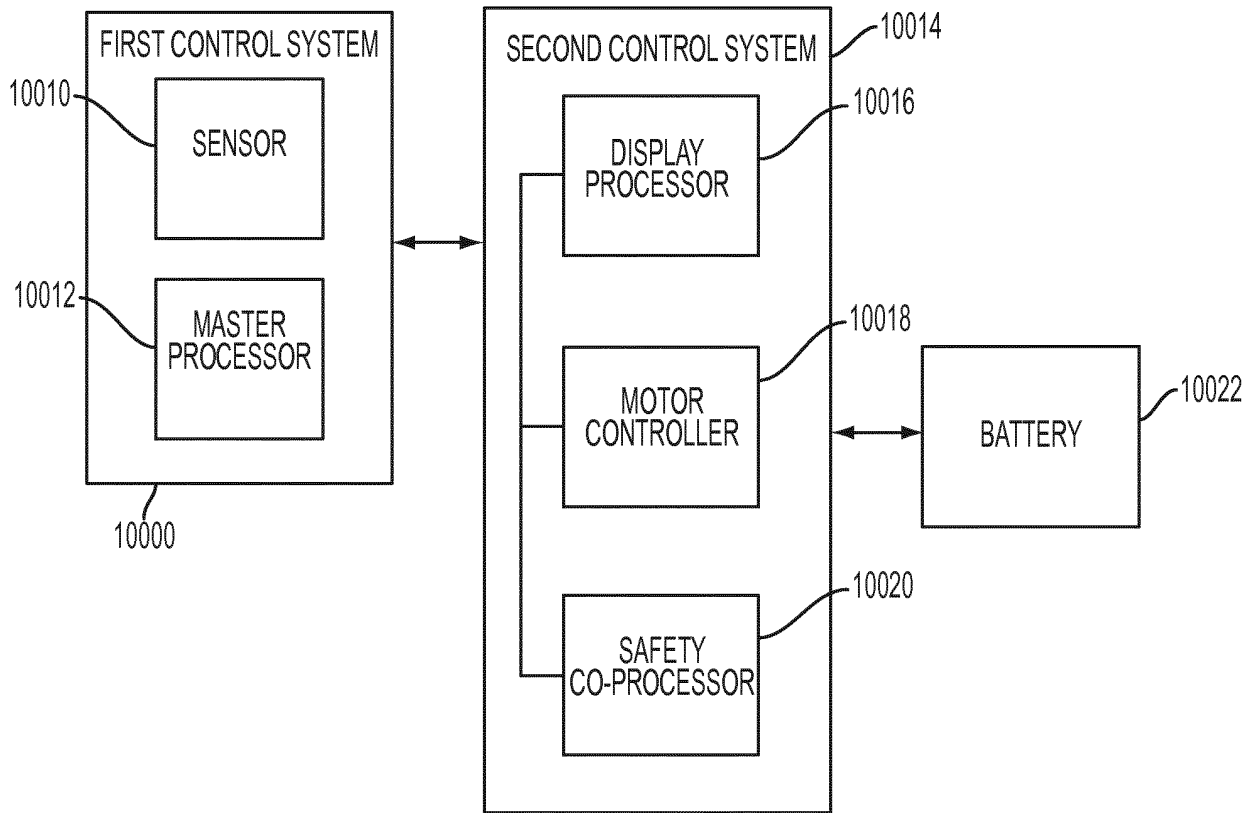 FIRST CONTROL SYSTEM
10010
SENSOR
10012
MASTER
PROCESSOR
10000
SECOND CONTROL SYSTEM
10014
DISPLAY
PROCESSOR
10016
MOTOR
CONTROLLER
10018
SAFETY
CO-PROCESSOR
10020
BATTERY
10022